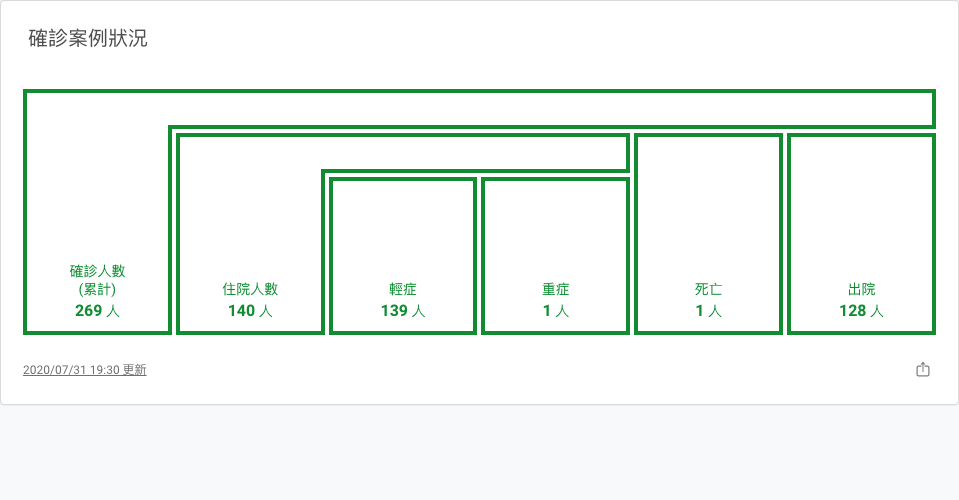 確診案例狀況
確診人數
(累計)
269 人
住院人數
140 人
輕症
139 人
重症
1 人
死亡
1 人
出院
128 人
2020/07/31 19:30 更新